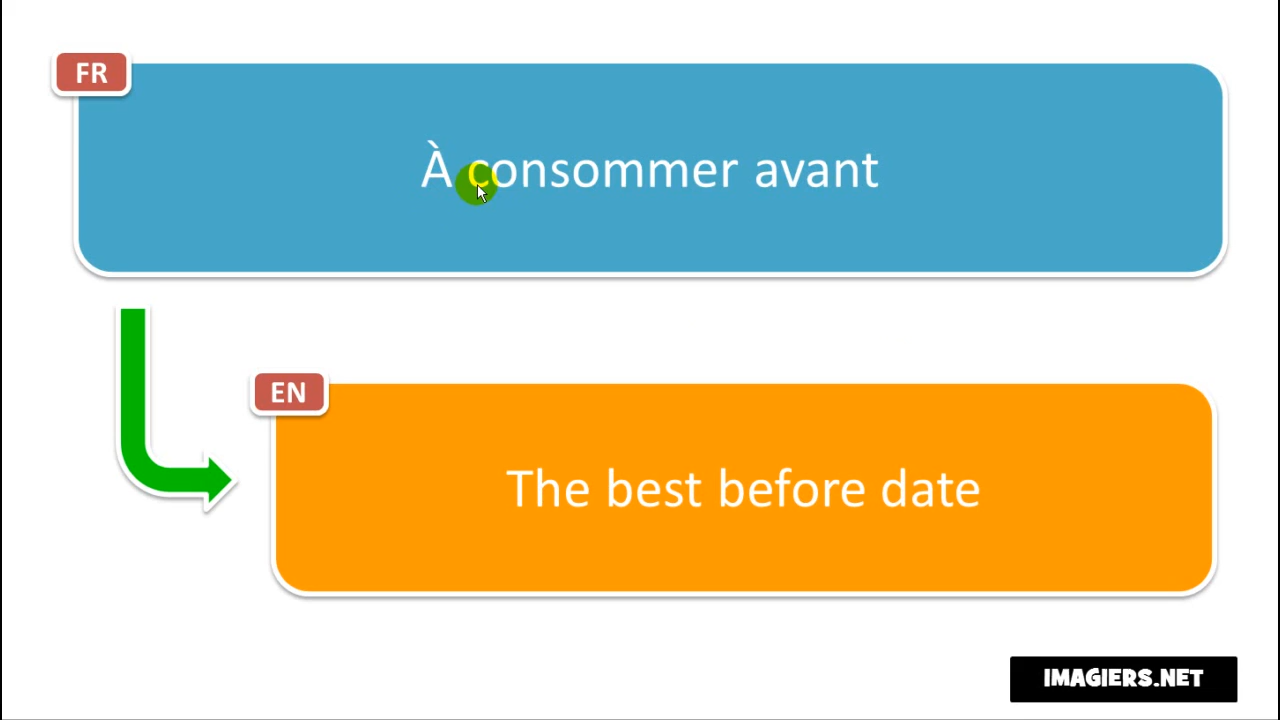 FR
À consommer avant
EN
The best before date
IMAGIERS.NET